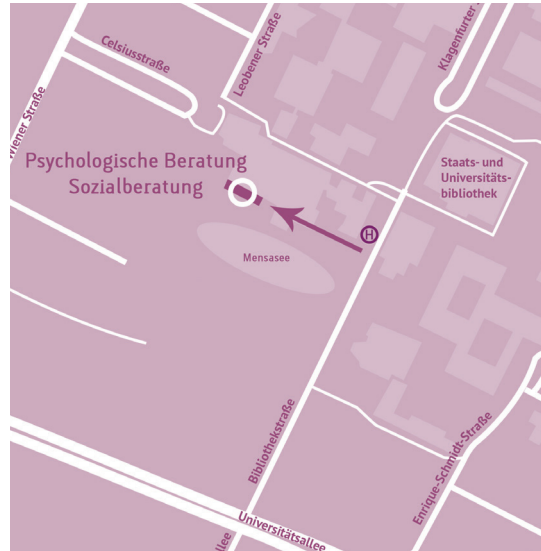 Celsiusstraße
Leobener Straße
Klagenfurter
Wiener Straße
Psychologische Beratung
Sozialberatung
Staats- und
Universitäts-
bibliothek
H
Mensasee
Bibliothekstraße
Enrique-Schmidt-Straße
Universitätsallee
llee